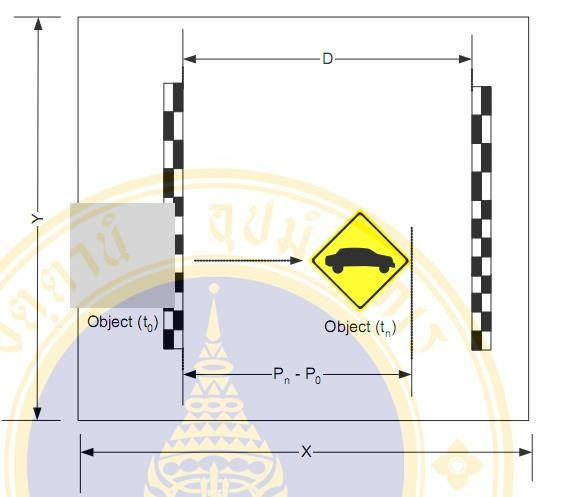 D
Y
Object (t0)
Object (tn)
Pn - P0
X